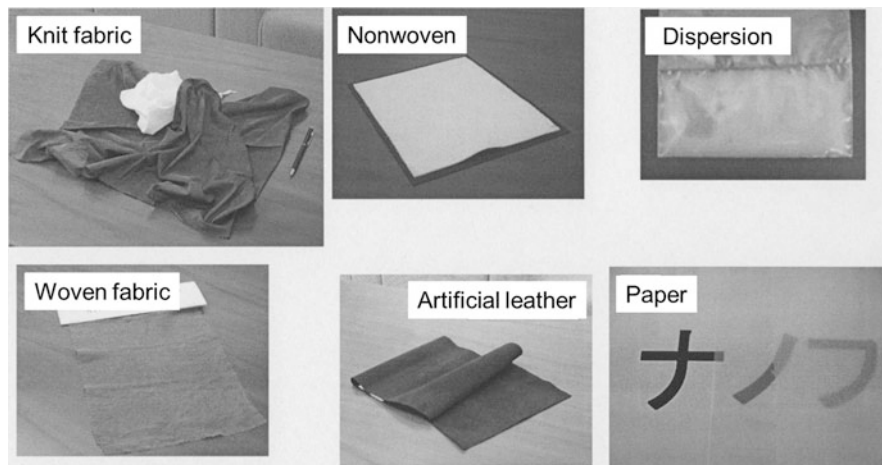 Knit fabric
Nonwoven
Dispersion
Woven fabric
Artificial leather
Paper
ナノフ